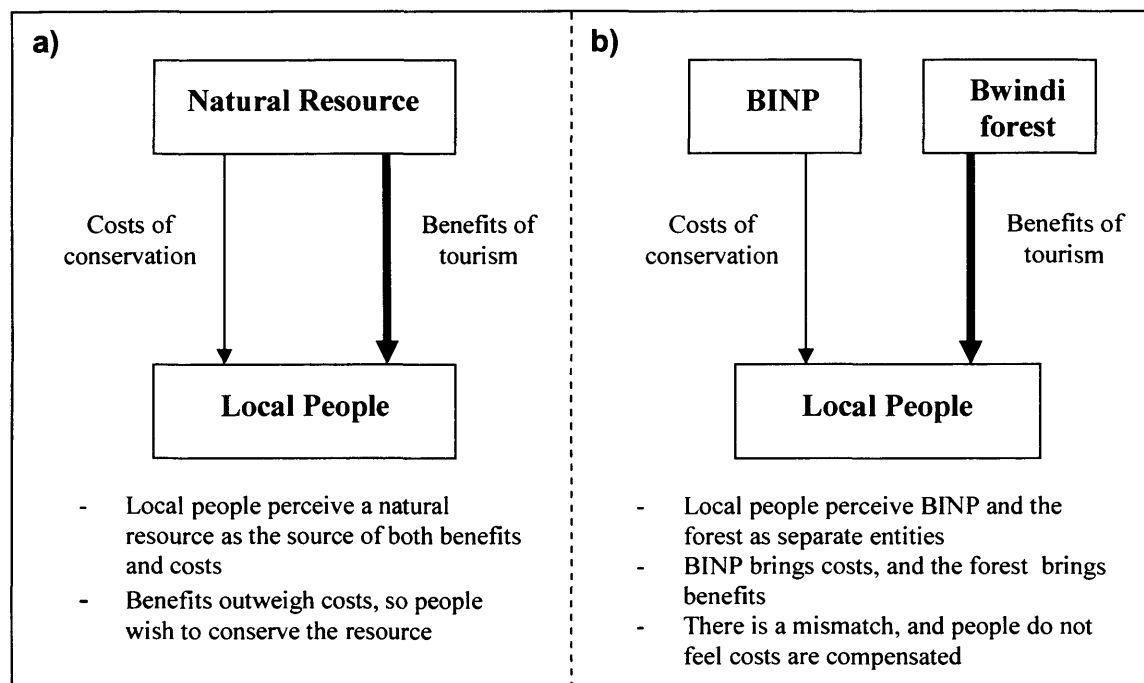 a)
Natural Resource
Costs of
conservation
Benefits of
tourism
Local People
- Local people perceive a natural
resource as the source of both benefits
and costs
- Benefits outweigh costs, so people
wish to conserve the resource
b)
BINP
Bwindi
forest
Costs of
conservation
Benefits of
tourism
Local People
- Local people perceive BINP and the
forest as separate entities
- BINP brings costs, and the forest brings
benefits
- There is a mismatch, and people do not
feel costs are compensated